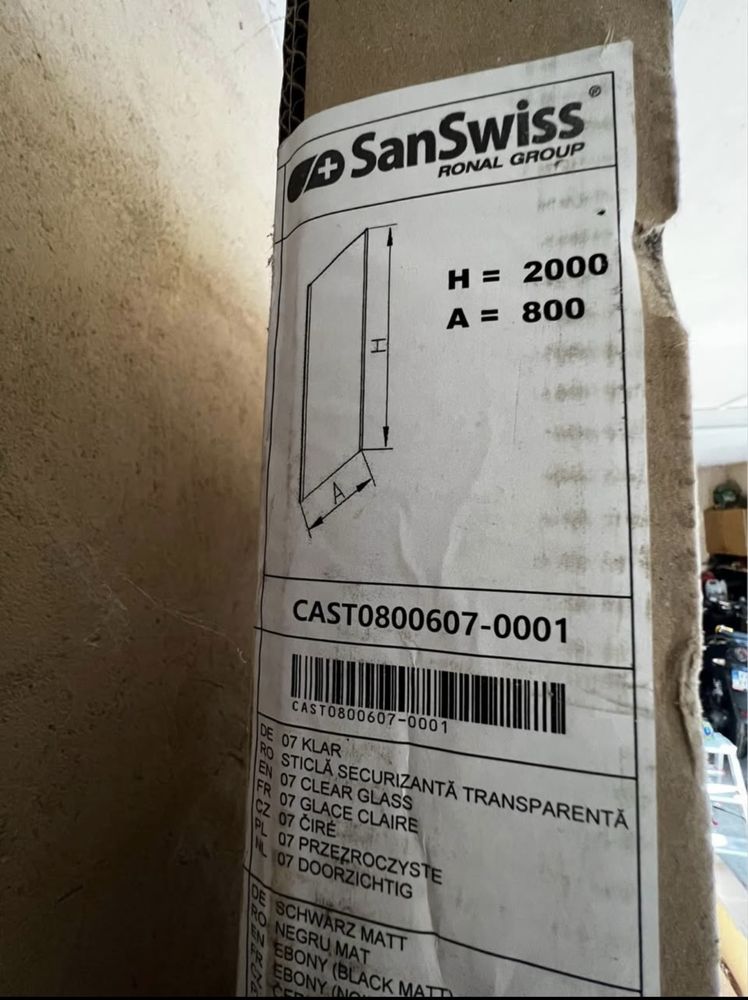 SanSwiss®
RONAL GROUP
H = 2000
A = 800
H
A
CAST0800607-0001
CAST0800607-0001
DE 07 KLAR
RO STICLĂ SECURIZANTĂ TRANSPARENTĂ
EN 07 CLEAR GLASS
FR 07 GLACE CLAIRE
CZ 07 ČIRÉ
PL 07 PRZEZROCZYSTE
NL 07 DOORZICHTIG
DE SCHWARZ MATT
RO NEGRU MAT
EN EBONY (BLACK MATT)
FR EBONY